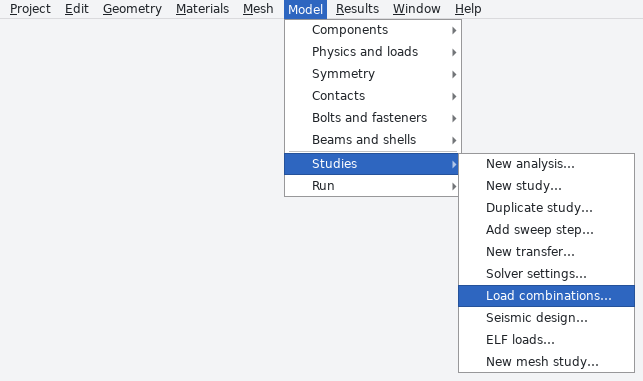 Project Edit Geometry Materials Mesh Model Results Window Help
Components
Physics and loads
Symmetry
Contacts
Bolts and fasteners
Beams and shells
Studies
Run
New analysis...
New study...
Duplicate study...
Add sweep step...
New transfer...
Solver settings...
Load combinations...
Seismic design...
ELF loads...
New mesh study...